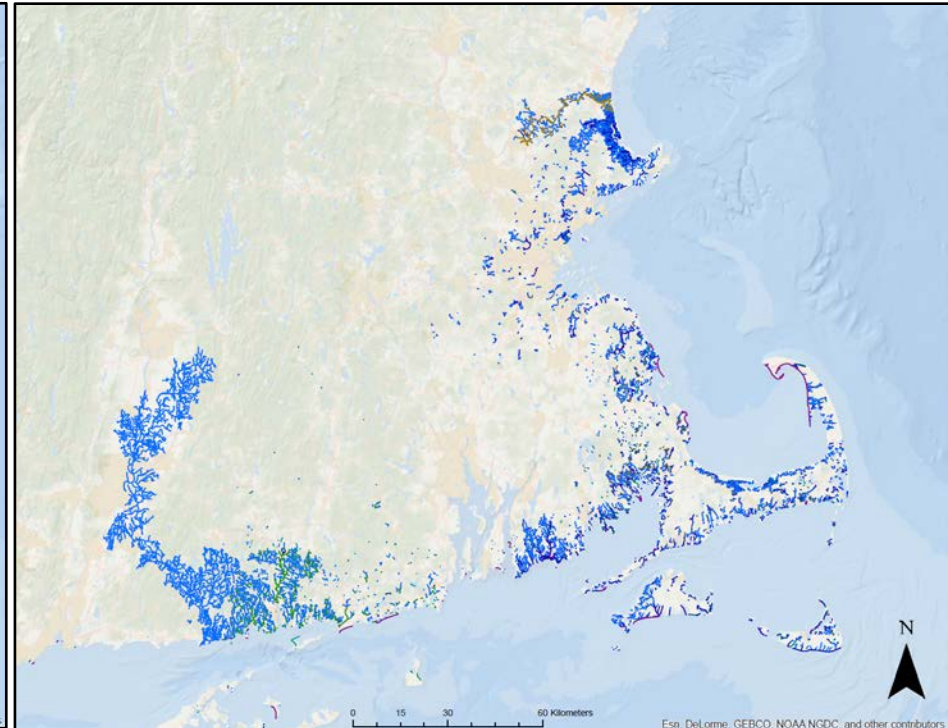 N
0 15 30 60 Kilometers
Esri, DeLorme, GEBCO, NOAA NGDC, and other contributors